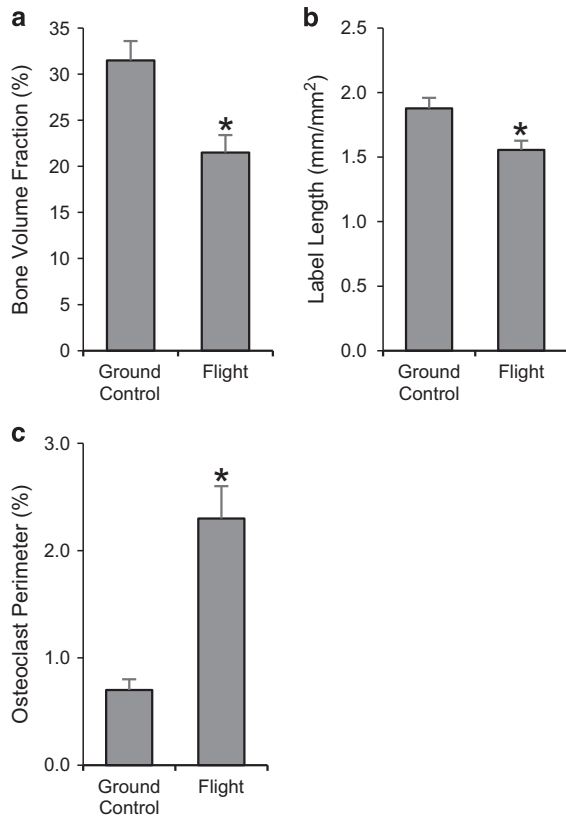 a
Bone Volume Fraction (%)
35
30
25
20
15
10
5
0
*
Ground
Control
Flight
b
Label Length (mm/mm²)
2.5
2.0
1.5
1.0
0.5
0.0
*
Ground
Control
Flight
c
Osteoclast Perimeter (%)
3.0
2.0
1.0
0.0
*
Ground
Control
Flight